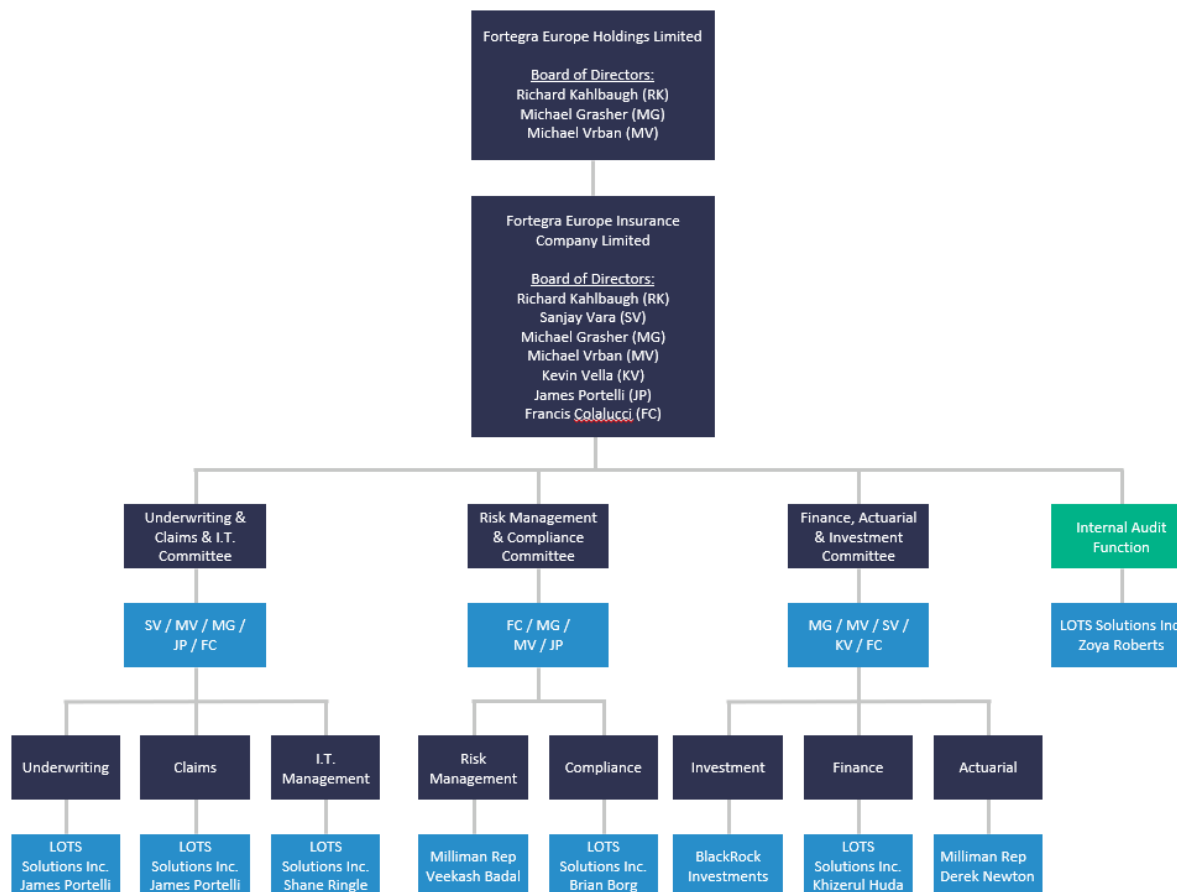 Fortegra Europe Holdings Limited
Board of Directors:
Richard Kahlbaugh (RK)
Michael Grasher (MG)
Michael Vrban (MV)
Fortegra Europe Insurance
Company Limited
Board of Directors:
Richard Kahlbaugh (RK)
Sanjay Vara (SV)
Michael Grasher (MG)
Michael Vrban (MV)
Kevin Vella (KV)
James Portelli (JP)
Francis Colalucci (FC)
Underwriting &
Claims & I.T.
Committee
Risk Management
& Compliance
Committee
Finance, Actuarial
& Investment
Committee
Internal Audit
Function
SV / MV / MG /
JP / FC
FC / MG /
MV / JP
MG / MV / SV /
KV / FC
LOTS Solutions Inc
Zoya Roberts
Underwriting
Claims
I.T.
Management
Risk
Management
Compliance
Investment
Finance
Actuarial
LOTS
Solutions Inc.
James Portelli
LOTS
Solutions Inc.
James Portelli
LOTS
Solutions Inc.
Shane Ringle
Milliman Rep
Veekash Badal
LOTS
Solutions Inc.
Brian Borg
BlackRock
Investments
LOTS
Solutions Inc.
Khizerul Huda
Milliman Rep
Derek Newton